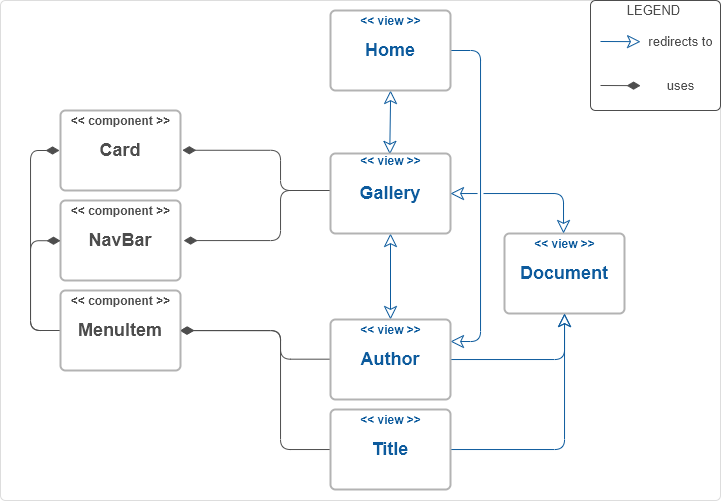 LEGEND
redirects to
uses
<< view >>
Home
<< component >>
Card
<< view >>
Gallery
<< component >>
NavBar
<< view >>
Document
<< component >>
MenuItem
<< view >>
Author
<< view >>
Title